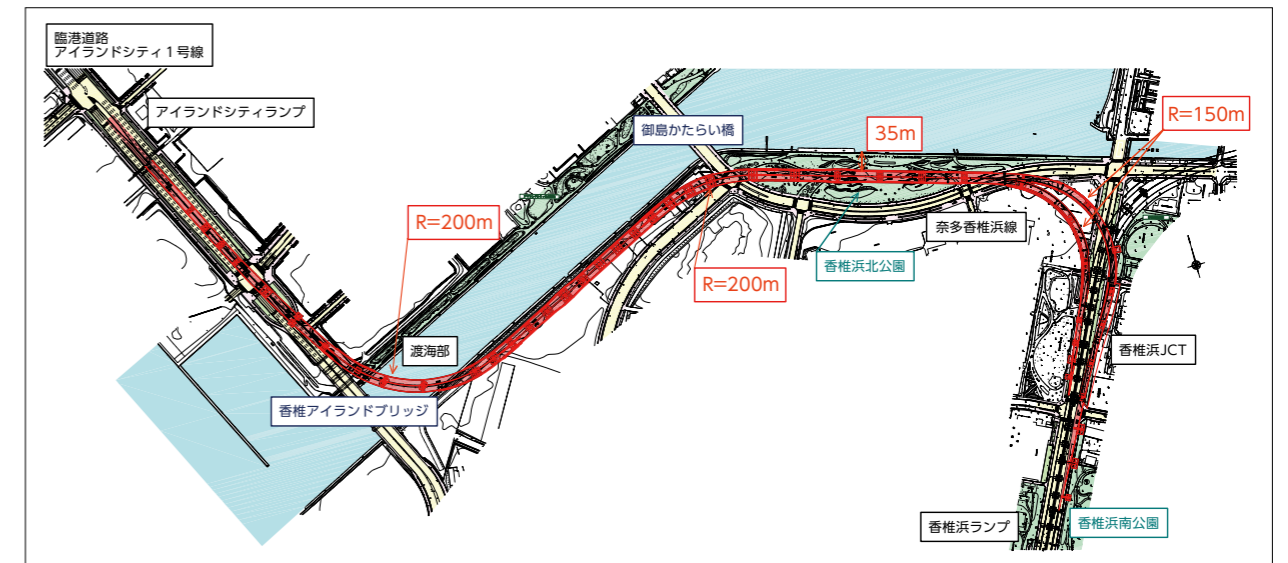 臨港道路
アイランドシティ1号線
アイランドシティランプ
御島かたらい橋
35m
R=150m
R=200m
奈多香椎浜線
香椎浜北公園
R=200m
渡海部
香椎浜JCT
香椎アイランドブリッジ
香椎浜ランプ
香椎浜南公園